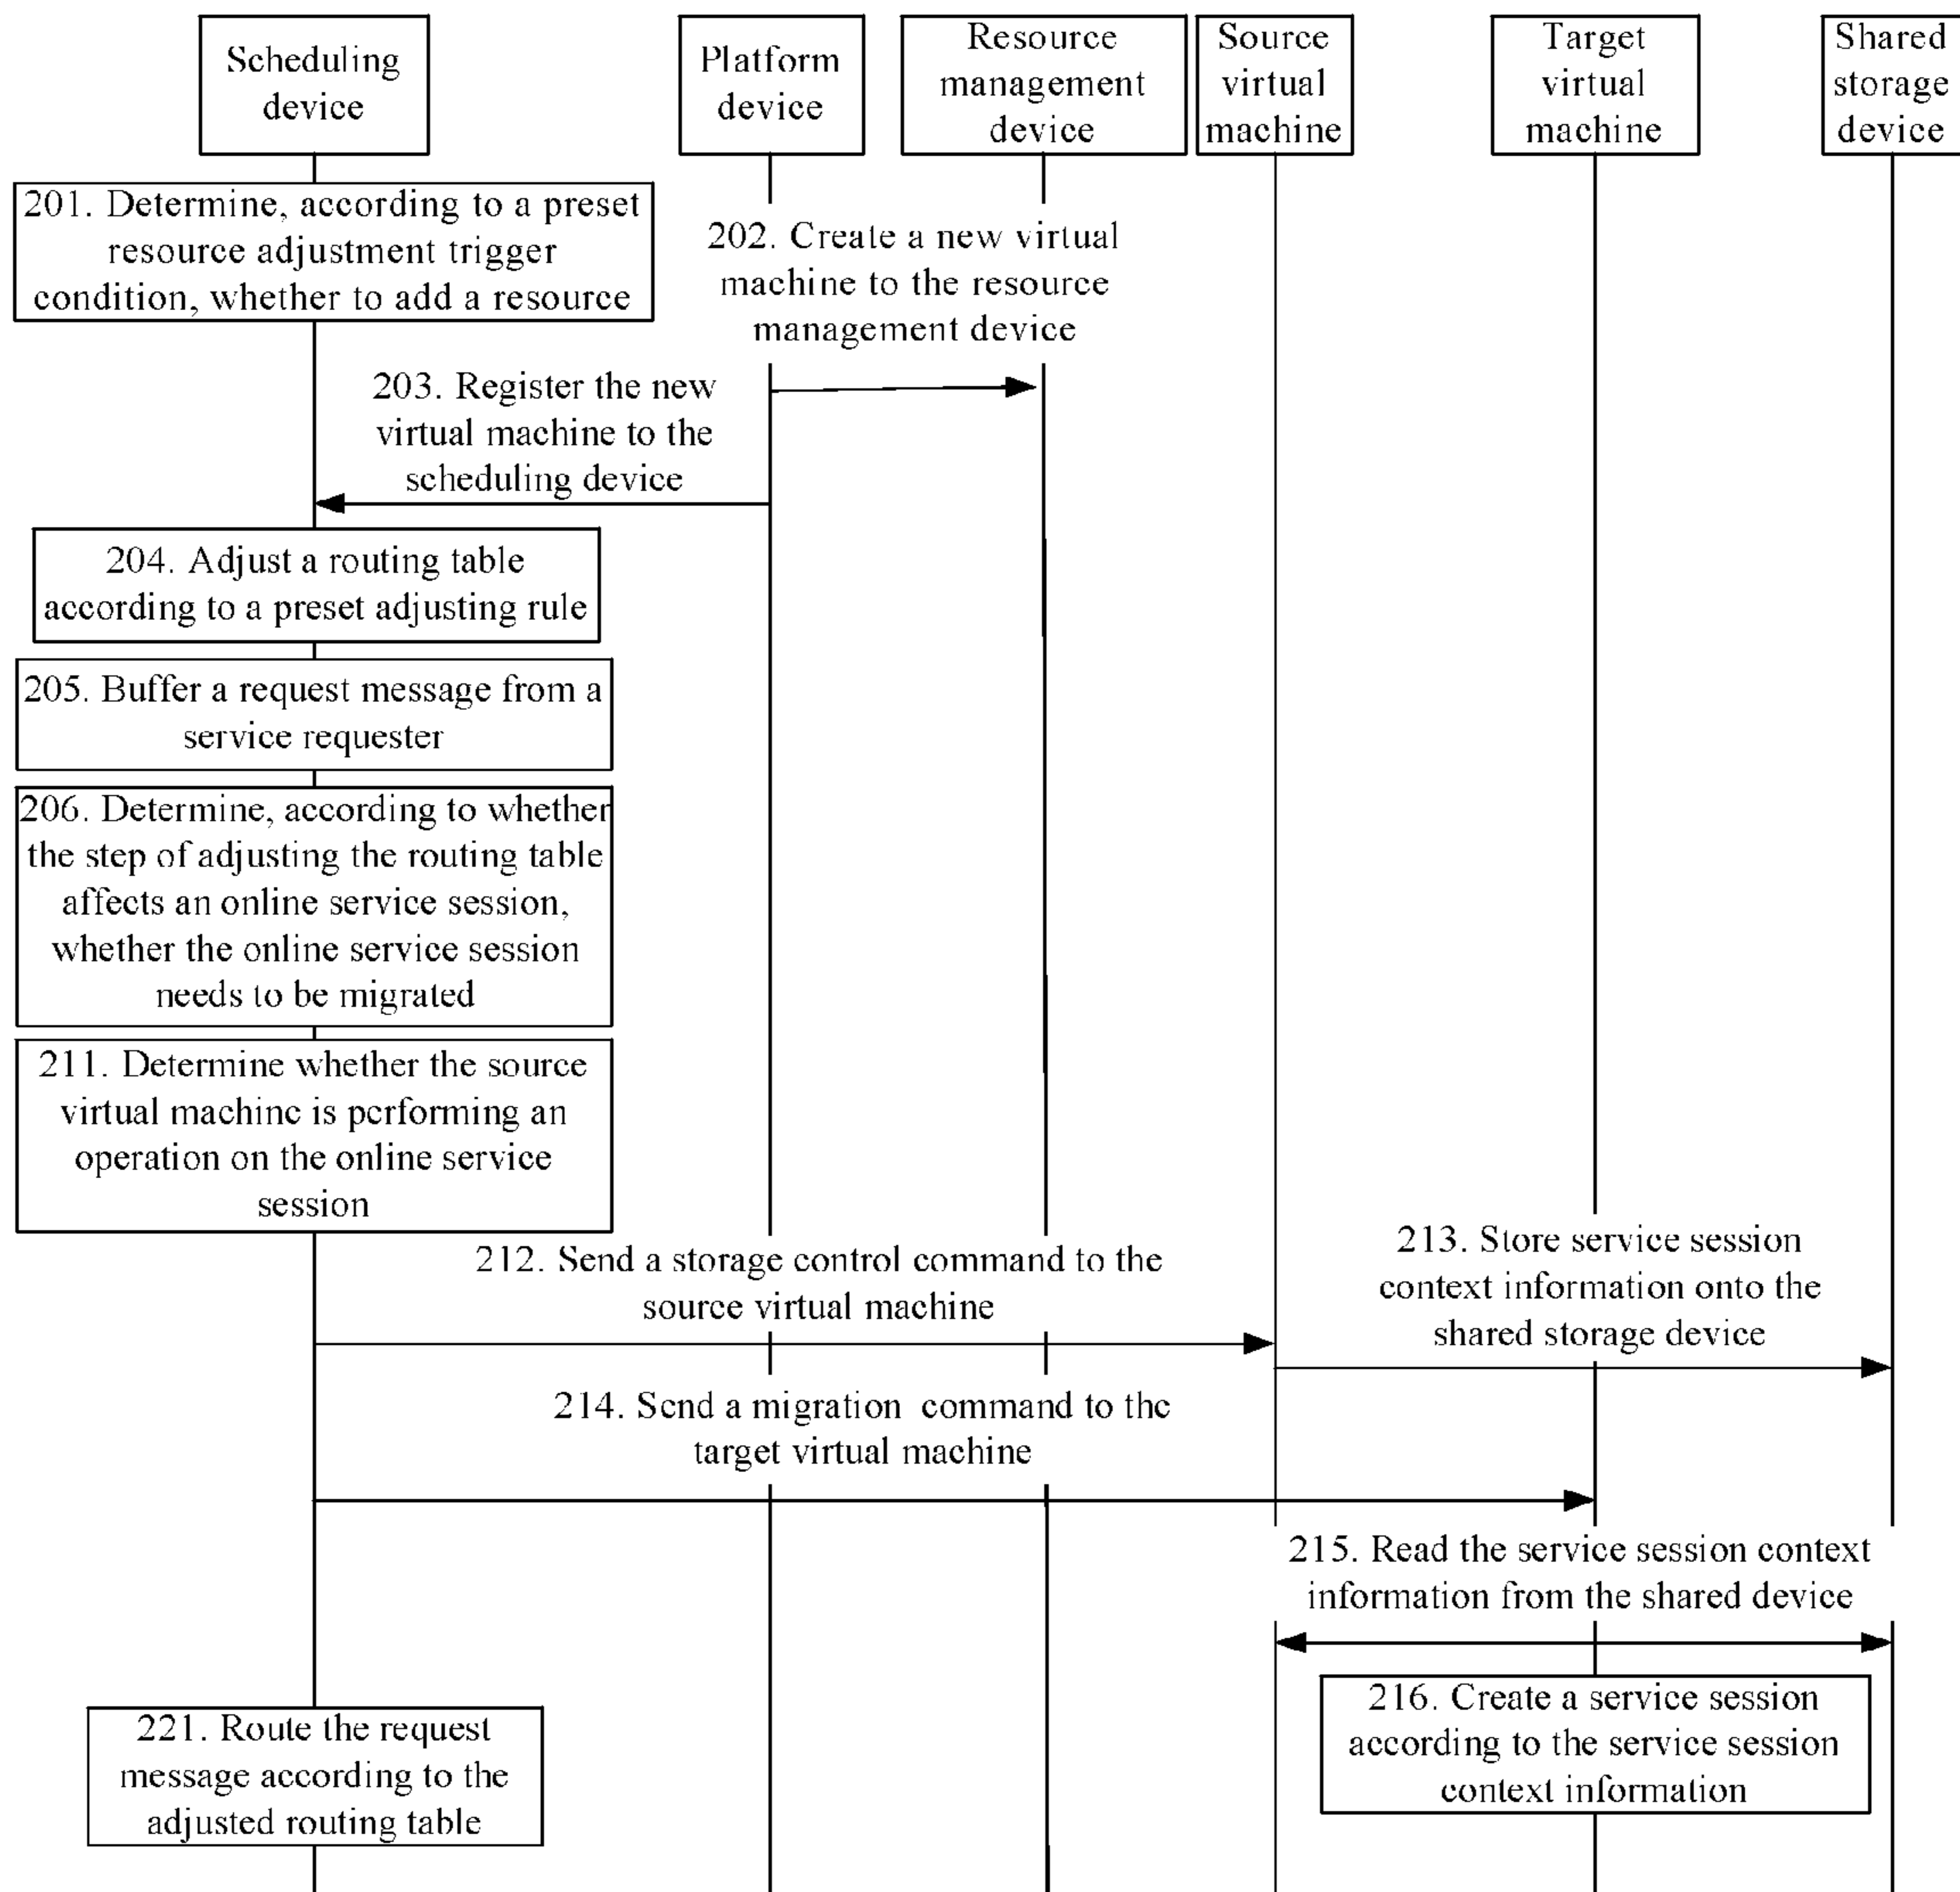 Scheduling
device
Platform
device
Resource
management
device
Source
virtual
machine
Target
virtual
machine
Shared
storage
device
201. Determine, according to a preset
resource adjustment trigger
condition, whether to add a resource
202. Create a new virtual
machine to the resource
management device
203. Register the new
virtual machine to the
scheduling device
204. Adjust a routing table
according to a preset adjusting rule
205. Buffer a request message from a
service requester
206. Determine, according to whether
the step of adjusting the routing table
affects an online service session,
whether the online service session
needs to be migrated
211. Determine whether the source
virtual machine is performing an
operation on the online service
session
212. Send a storage control command to the
source virtual machine
213. Store service session
context information onto the
shared storage device
214. Send a migration command to the
target virtual machine
215. Read the service session context
information from the shared device
216. Create a service session
according to the service session
context information
221. Route the request
message according to the
adjusted routing table